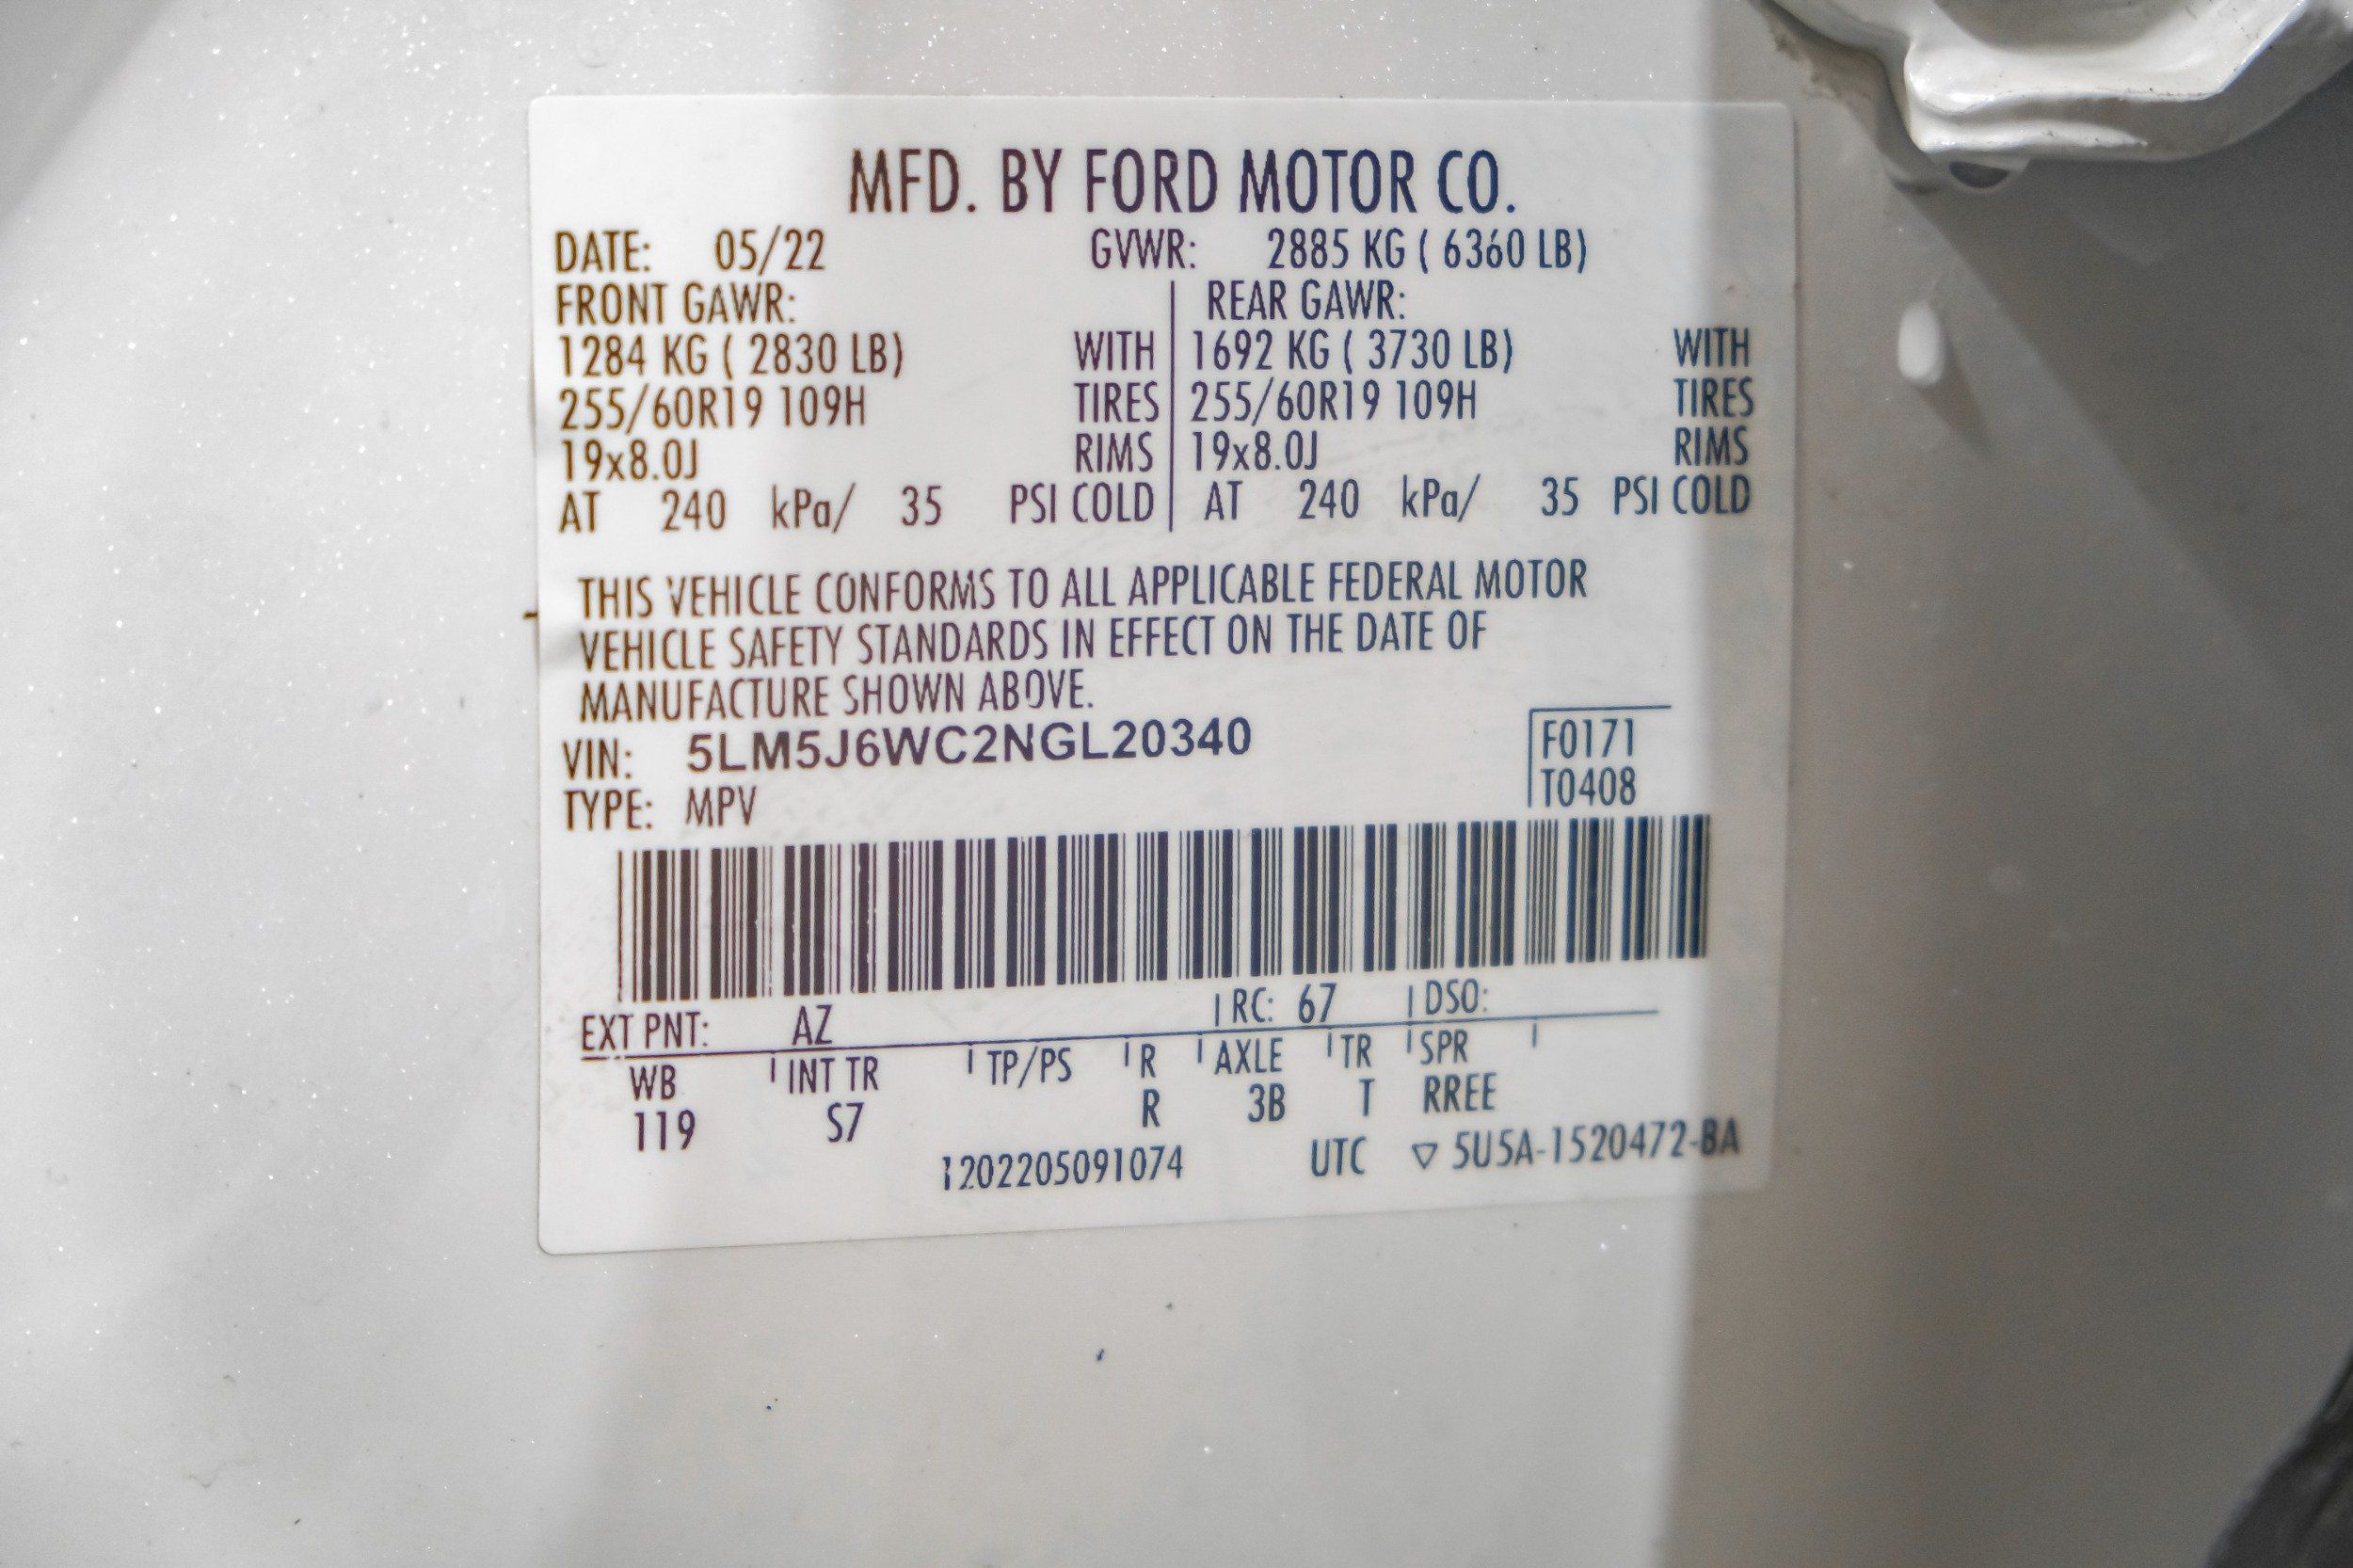 MFD. BY FORD MOTOR CO.
DATE: 05/22 GVWR: 2885 KG ( 6360 LB)
FRONT GAWR: REAR GAWR:
1284 KG ( 2830 LB) WITH 1692 KG ( 3730 LB) WITH
255/60R19 109H TIRES 255/60R19 109H TIRES
19x8.0J RIMS 19x8.0J RIMS
AT 240 kPa/ 35 PSI COLD AT 240 kPa/ 35 PSI COLD
THIS VEHICLE CONFORMS TO ALL APPLICABLE FEDERAL MOTOR
VEHICLE SAFETY STANDARDS IN EFFECT ON THE DATE OF
MANUFACTURE SHOWN ABOVE.
VIN: 5LM5J6WC2NGL20340 F0171
TYPE: MPV T0408
EXT PNT: AZ RC: 67 DSO:
WB INT TR TP/PS R AXLE TR SPR
119 S7 R 3B T RREE
1202205091074 UTC ▽ 5U5A-1520472-BA